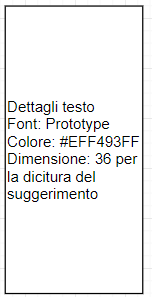 Dettagli testo
Font: Prototype
Colore: #EFF493FF
Dimensione: 36 per
la dicitura del
suggerimento